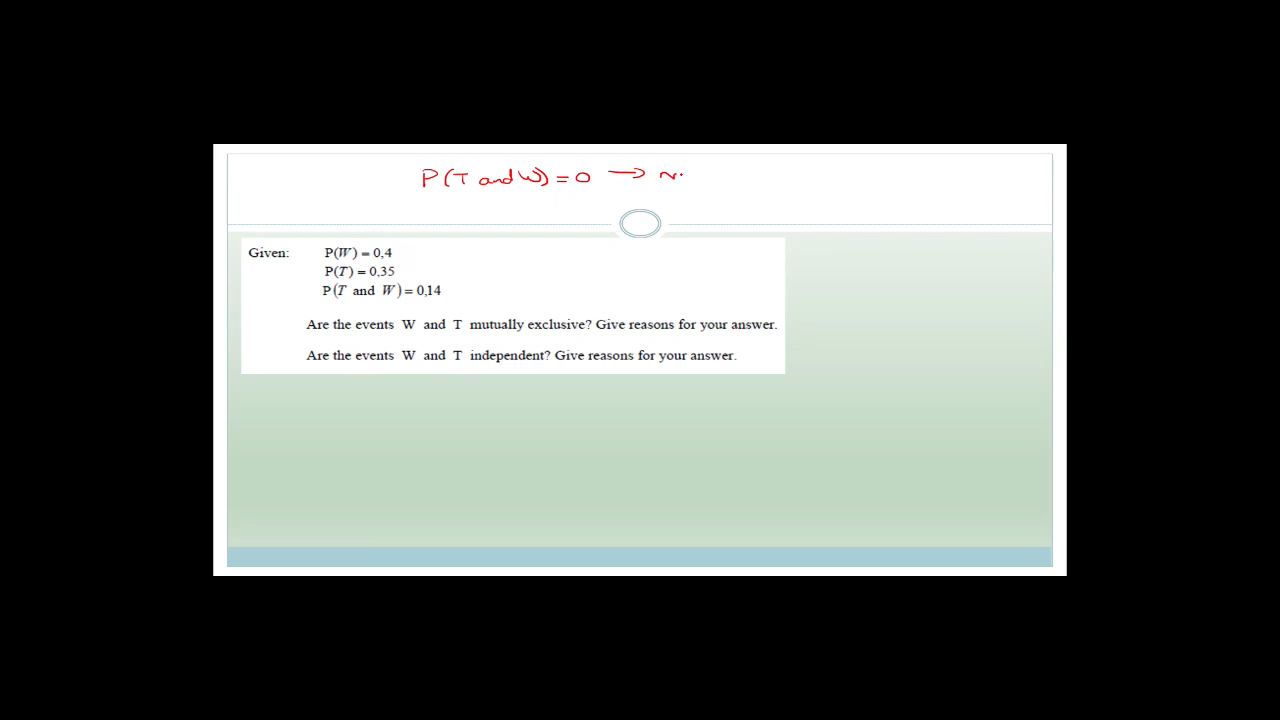 P(T and W) = 0 →
Given: P(W) = 0,4
P(T) = 0,35
P(T and W) = 0,14
Are the events W and T mutually exclusive? Give reasons for your answer.
Are the events W and T independent? Give reasons for your answer.